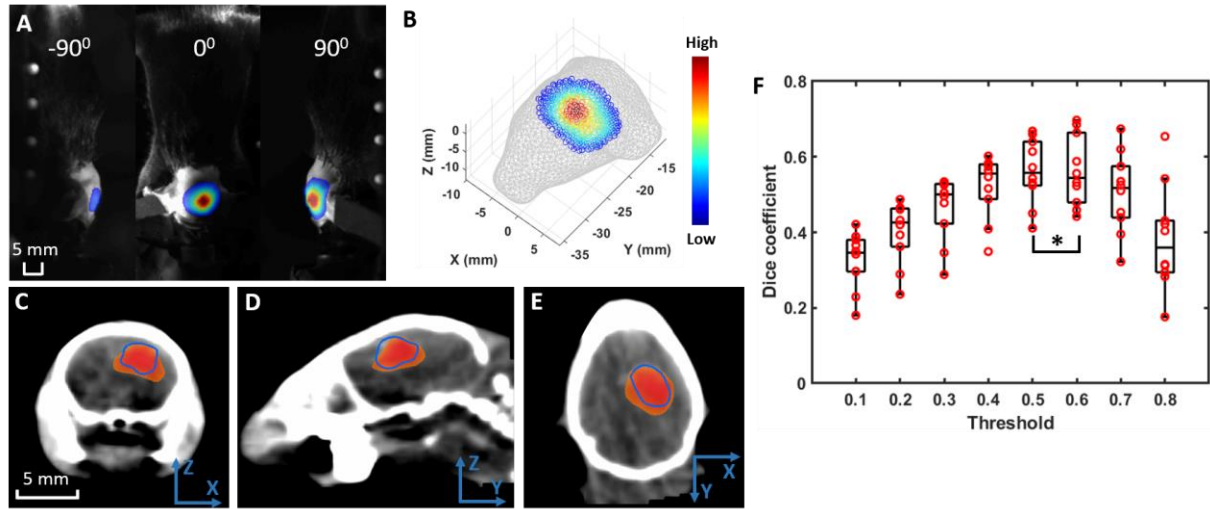 A
-90⁰
0⁰
90⁰
5 mm
B
Z (mm)
0
-5
-10
-5
0
5
X (mm)
-15
-20
-25
-30
-35
Y (mm)
High
Low
C
Z
X
5 mm
D
Z
Y
E
X
Y
F
Dice coefficient
0.8
0.6
0.4
0.2
0
*
0.1 0.2 0.3 0.4 0.5 0.6 0.7 0.8
Threshold